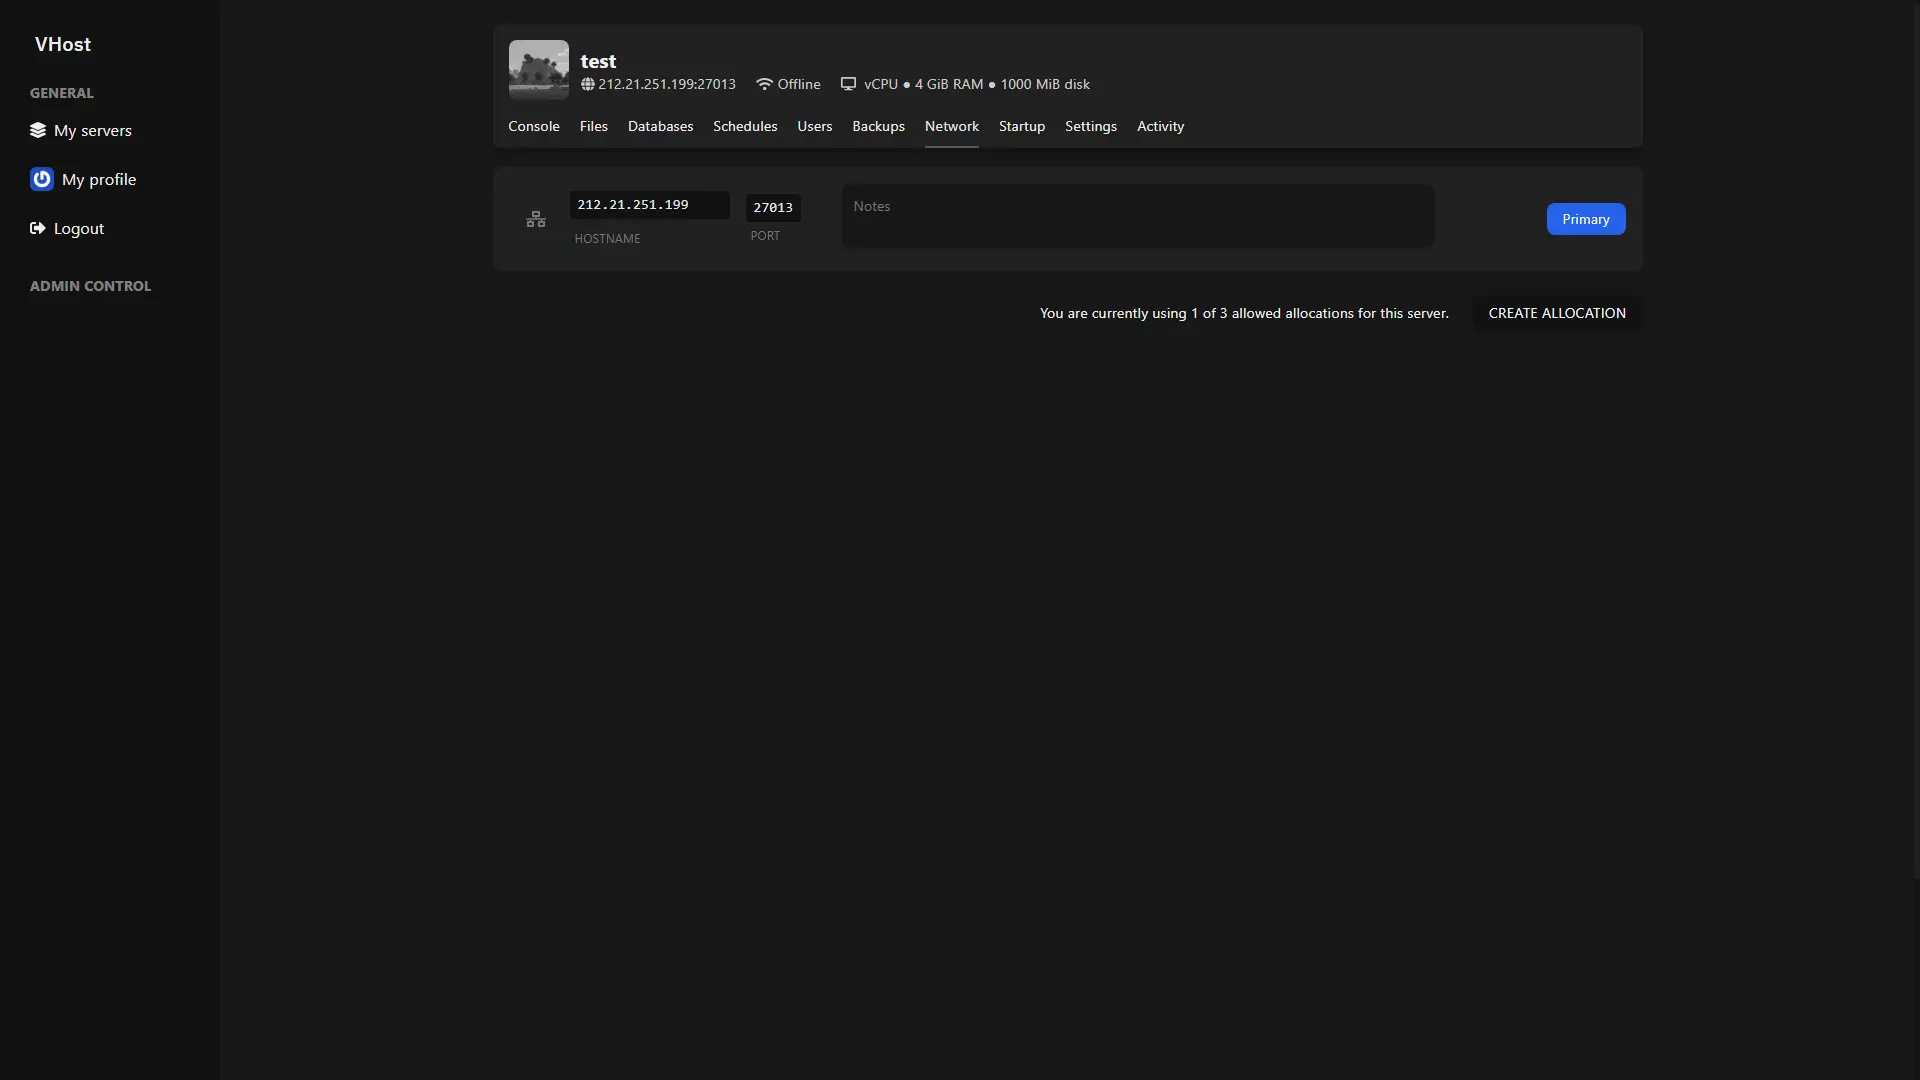 VHost
GENERAL
My servers
My profile
Logout
ADMIN CONTROL
test
212.21.251.199:27013 Offline vCPU ● 4 GiB RAM ● 1000 MiB disk
Console Files Databases Schedules Users Backups Network Startup Settings Activity
212.21.251.199 27013 Notes Primary
HOSTNAME PORT
You are currently using 1 of 3 allowed allocations for this server. CREATE ALLOCATION